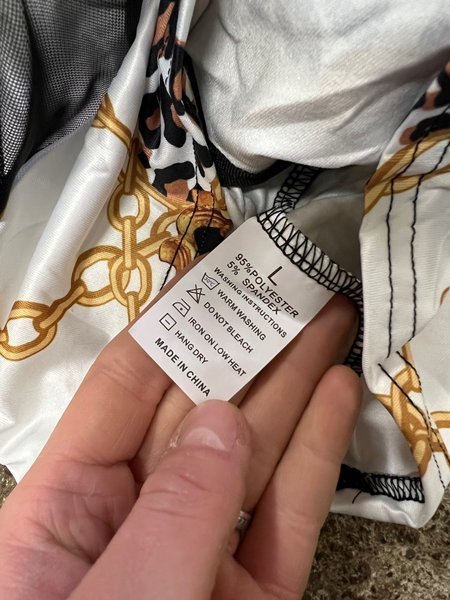 L
95%POLYESTER
5% SPANDEX
WASHING INSTRUCTIONS
WARM WASHING
DO NOT BLEACH
IRON ON LOW HEAT
HANG DRY
MADE IN CHINA